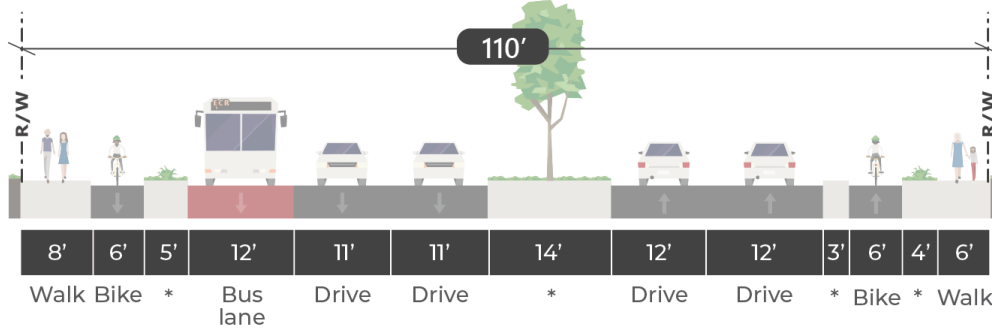 110’
R/W
R/W
ECR
8’ 6’ 5’ 12’ 11’ 11’ 14’ 12’ 12’ 3’ 6’ 4’ 6’
Walk Bike * Bus lane Drive Drive * Drive Drive * Bike * Walk